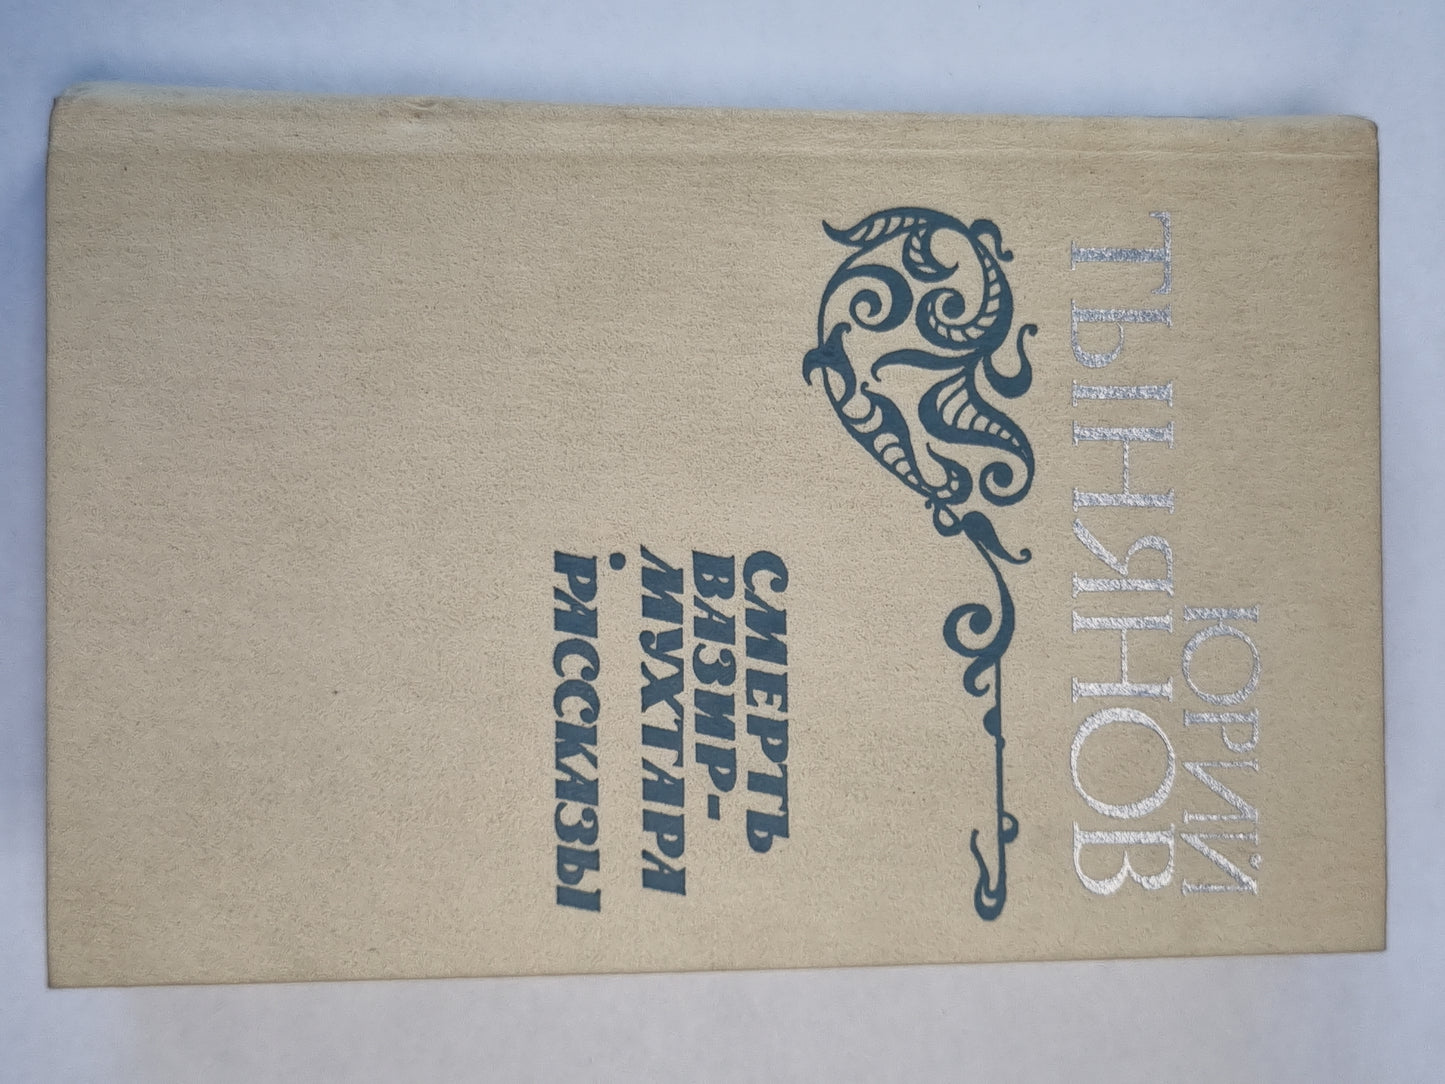 ЮРИЙ
ТЫНЯНОВ
СМЕРТЬ
ВАЗИР-
МУХТАРА
•
РАССКАЗЫ